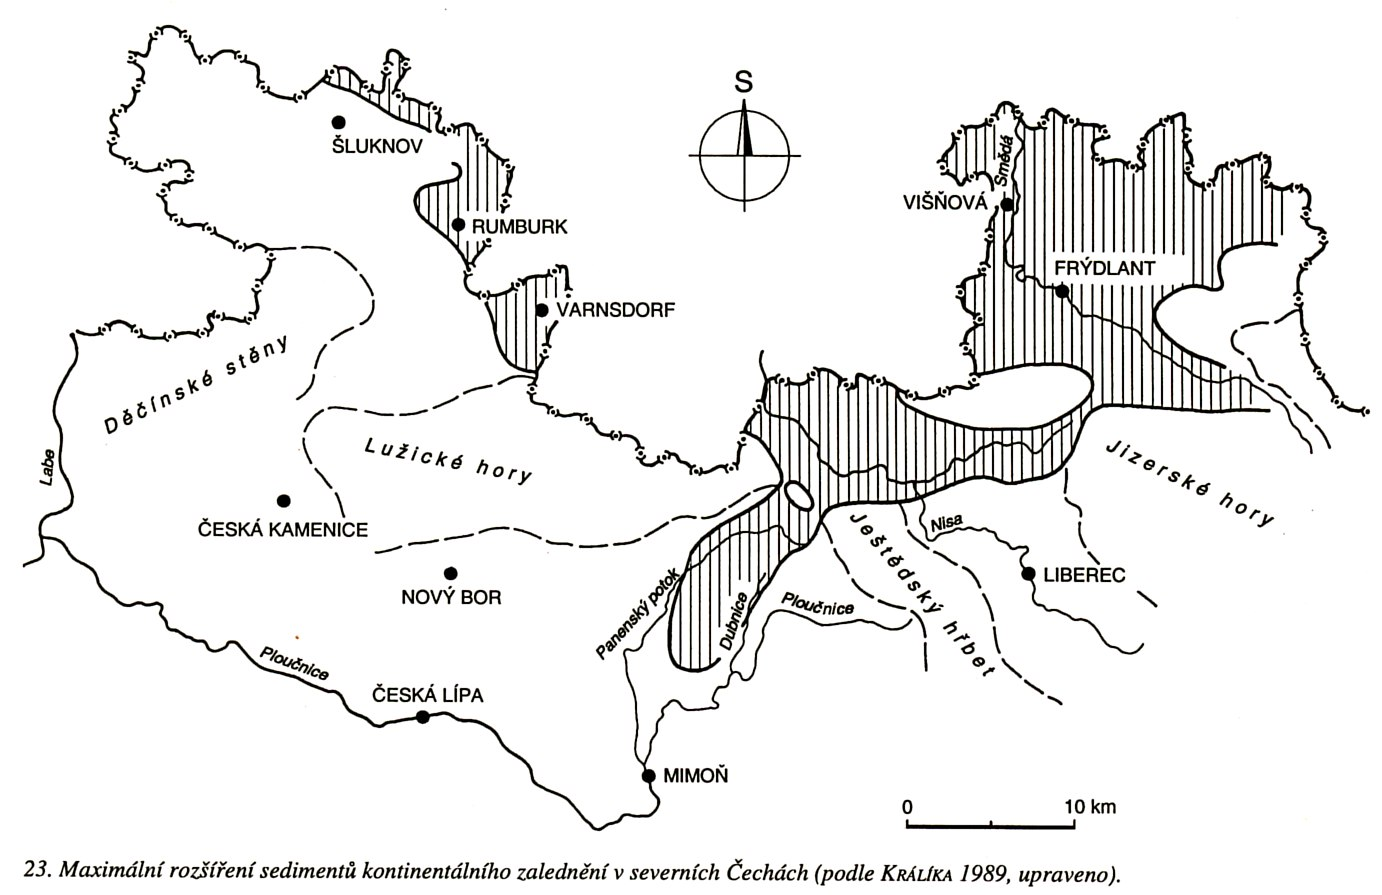 S
ŠLUKNOV
RUMBURK
VARNSDORF
Smědá
VIŠŇOVÁ
FRÝDLANT
Děčínské stěny
Labe
Lužické hory
Jizerské hory
ČESKÁ KAMENICE
NOVÝ BOR
Nisa
LIBEREC
Ještědský hřbet
Panenský potok
Dubnice
Ploučnice
Ploučnice
ČESKÁ LÍPA
MIMOŇ
0 10 km
23. Maximální rozšíření sedimentů kontinentálního zalednění v severních Čechách (podle KRÁLÍKA 1989, upraveno).